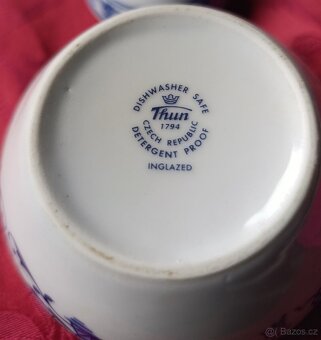 DISHWASHER SAFE
Thun
1794
CZECH REPUBLIC
DETERGENT PROOF
INGLAZED
Bazos.cz